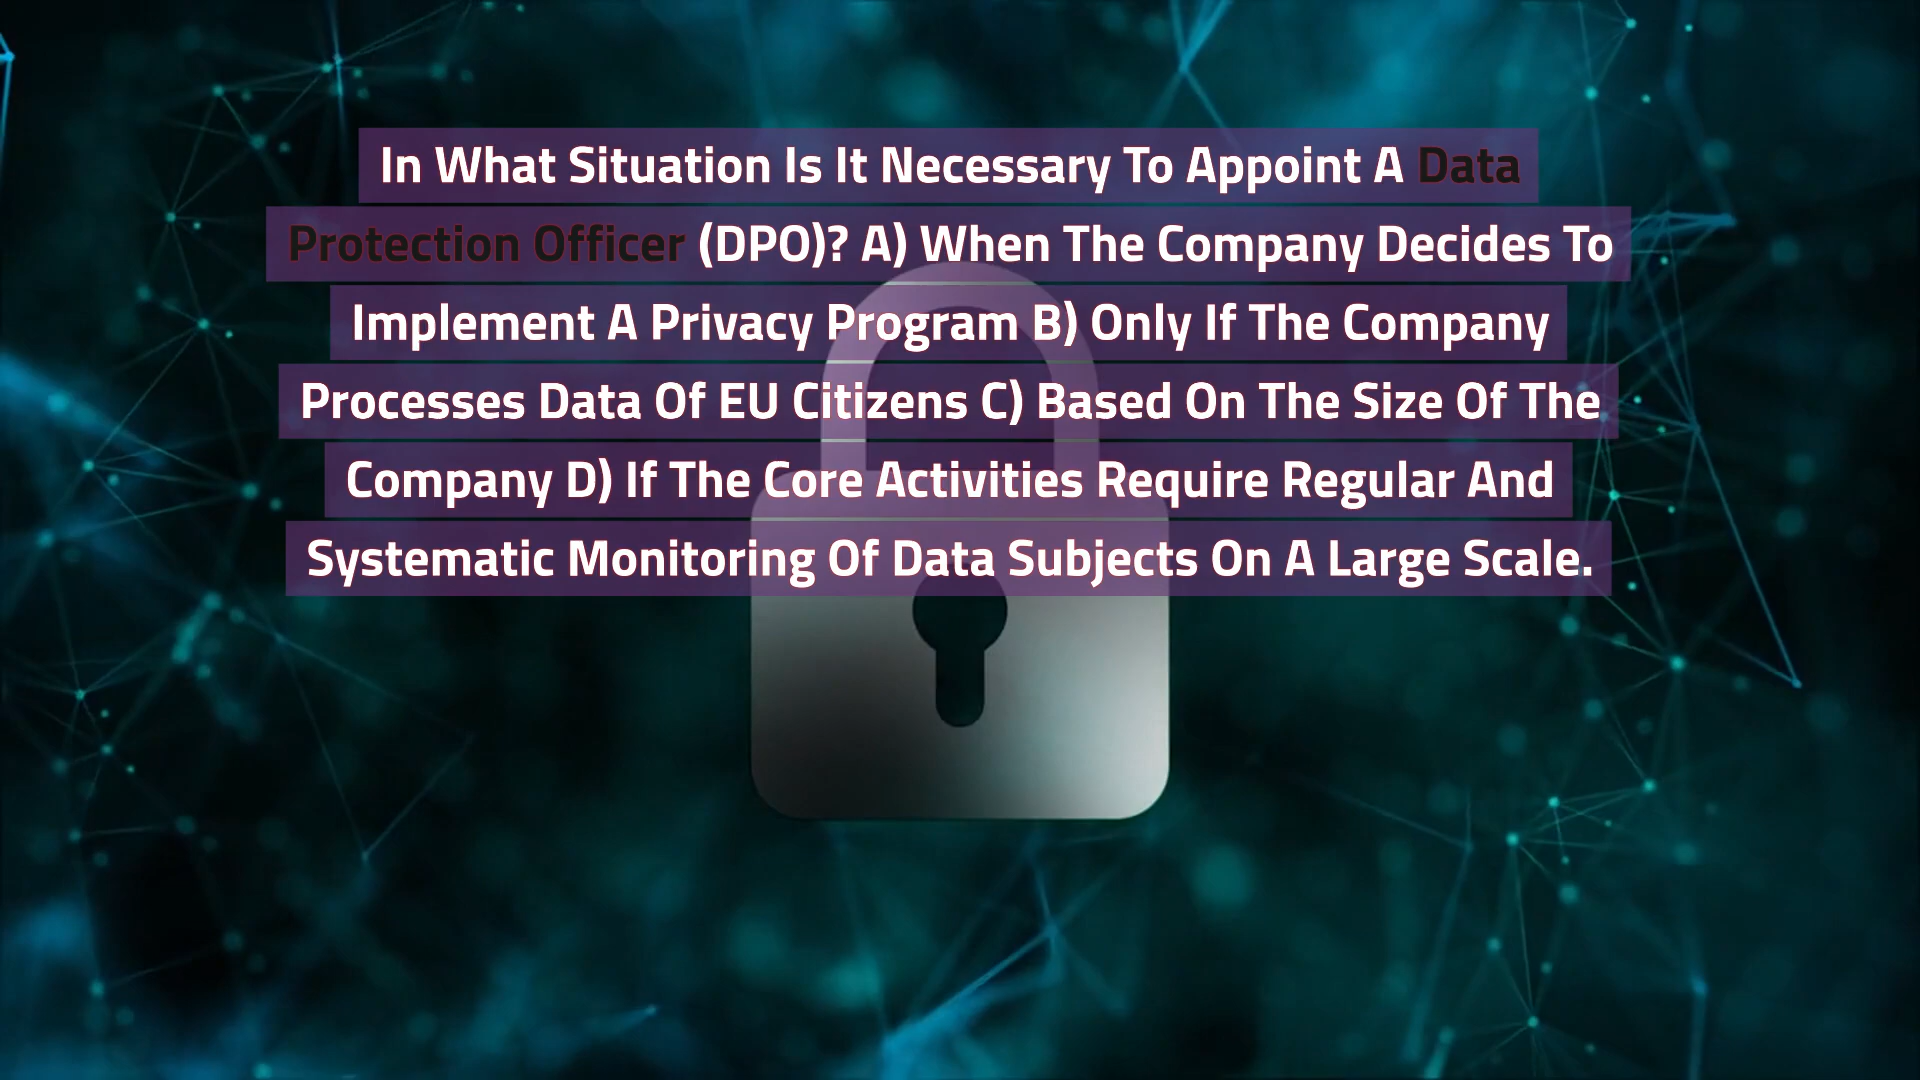 In What Situation Is It Necessary To Appoint A Data
Protection Officer (DPO)? A) When The Company Decides To
Implement A Privacy Program B) Only If The Company
Processes Data Of EU Citizens C) Based On The Size Of The
Company D) If The Core Activities Require Regular And
Systematic Monitoring Of Data Subjects On A Large Scale.